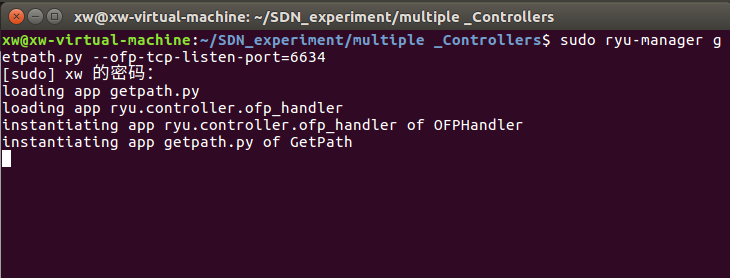 xw@xw-virtual-machine: ~/SDN_experiment/multiple _Controllers
xw@xw-virtual-machine:~/SDN_experiment/multiple _Controllers$ sudo ryu-manager g
etpath.py --ofp-tcp-listen-port=6634
[sudo] xw 的密码：
loading app getpath.py
loading app ryu.controller.ofp_handler
instantiating app ryu.controller.ofp_handler of OFPHandler
instantiating app getpath.py of GetPath